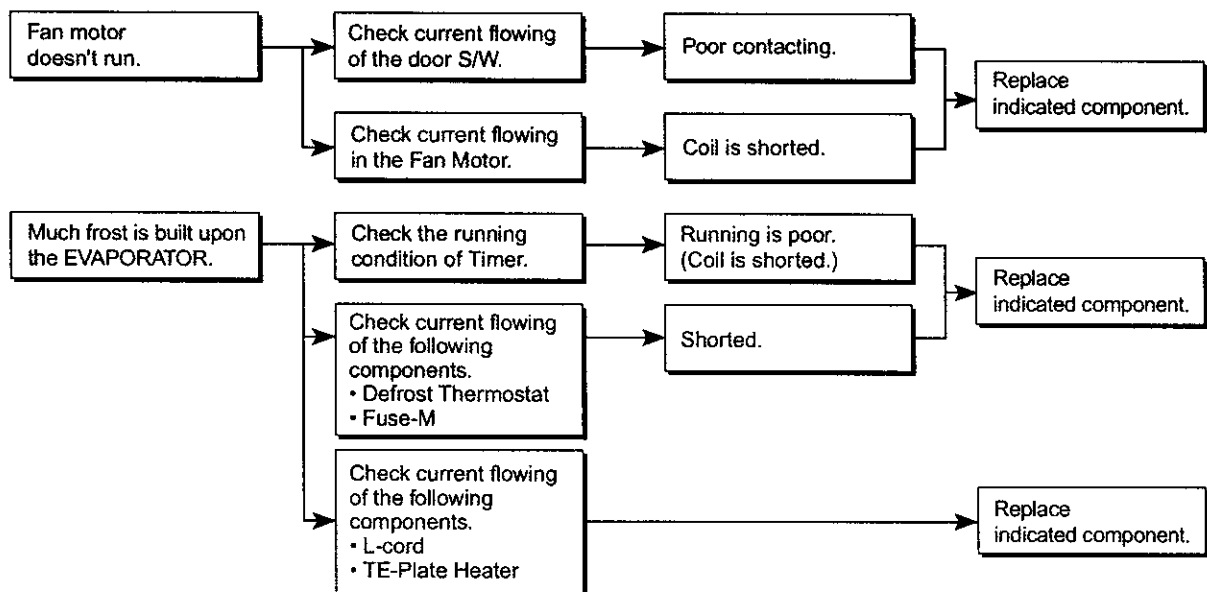 Fan motor
doesn't run.
Check current flowing
of the door S/W.
Poor contacting.
Replace
indicated component.
Check current flowing
in the Fan Motor.
Coil is shorted.
Much frost is built upon
the EVAPORATOR.
Check the running
condition of Timer.
Running is poor.
(Coil is shorted.)
Replace
indicated component.
Check current flowing
of the following
components.
• Defrost Thermostat
• Fuse-M
Shorted.
Check current flowing
of the following
components.
• L-cord
• TE-Plate Heater
Replace
indicated component.